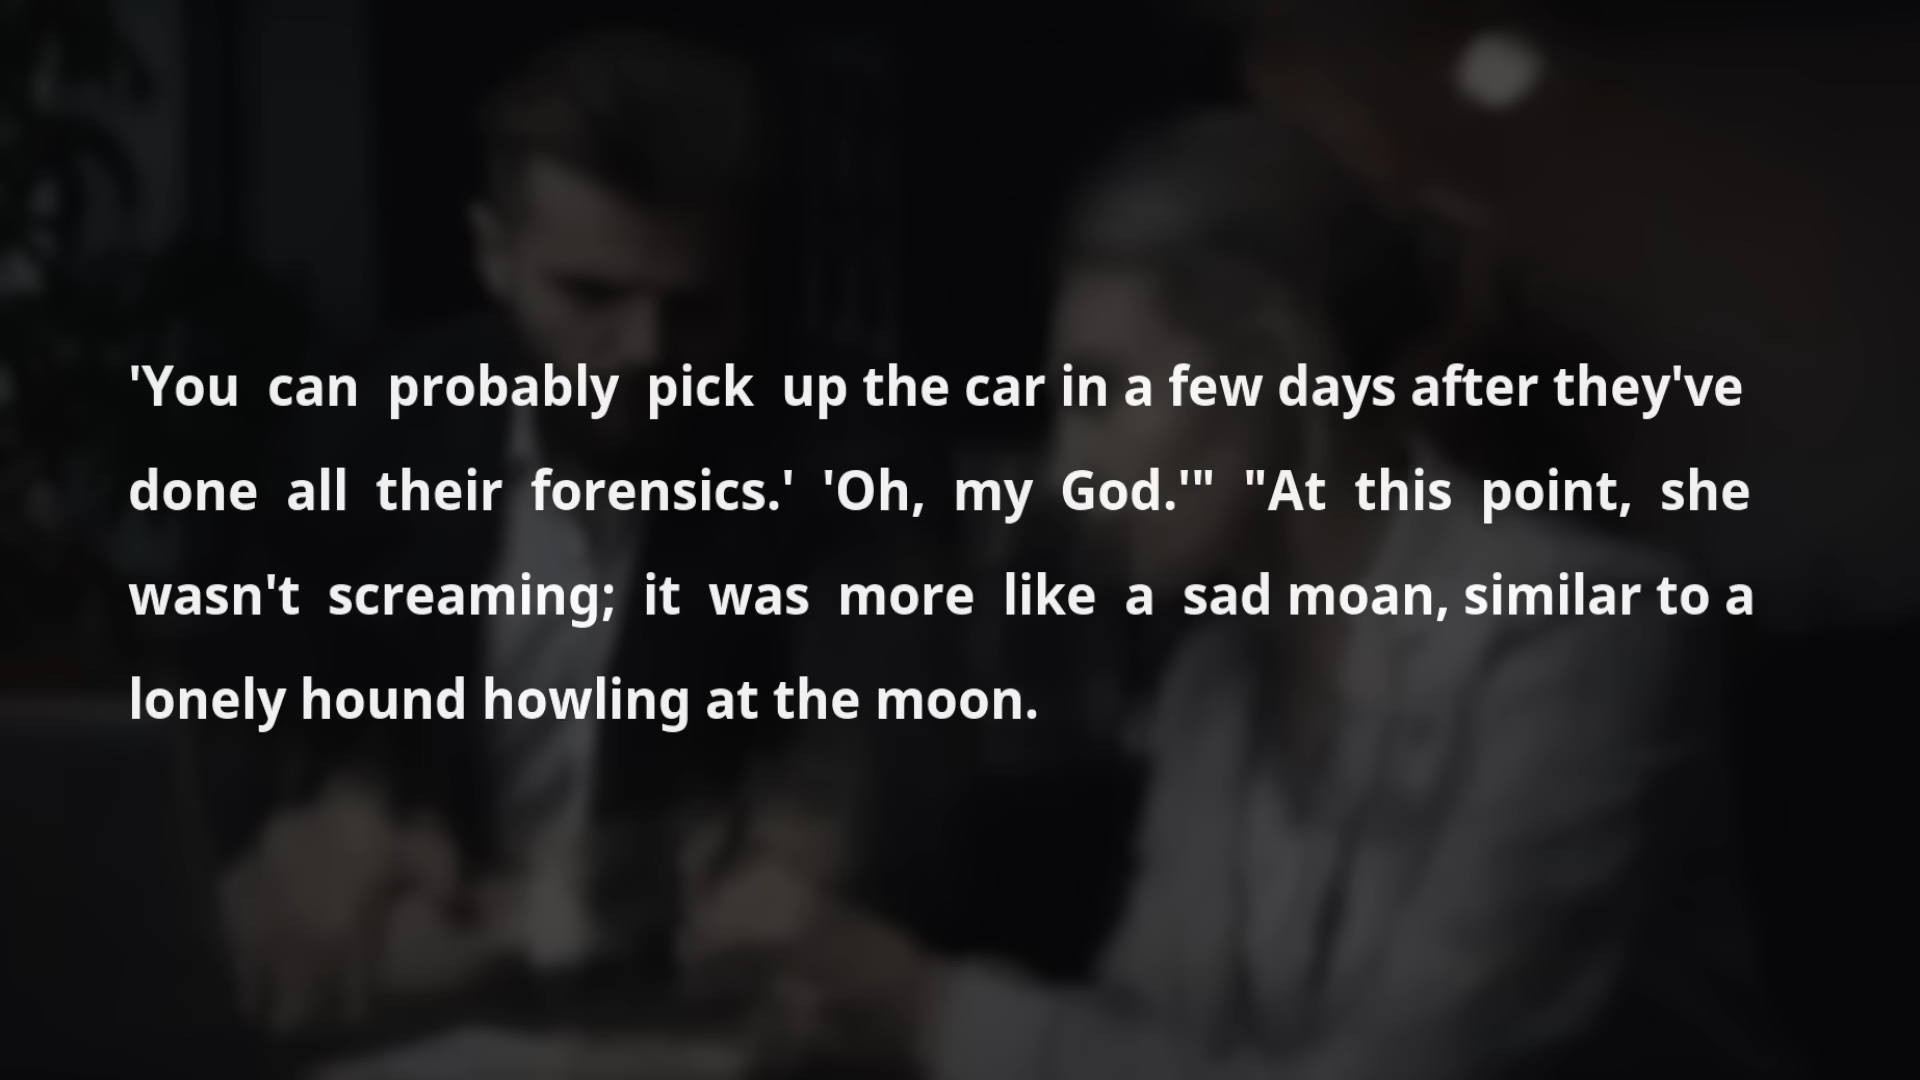 'You can probably pick up the car in a few days after they've
done all their forensics.' 'Oh, my God.'" "At this point, she
wasn't screaming; it was more like a sad moan, similar to a
lonely hound howling at the moon.